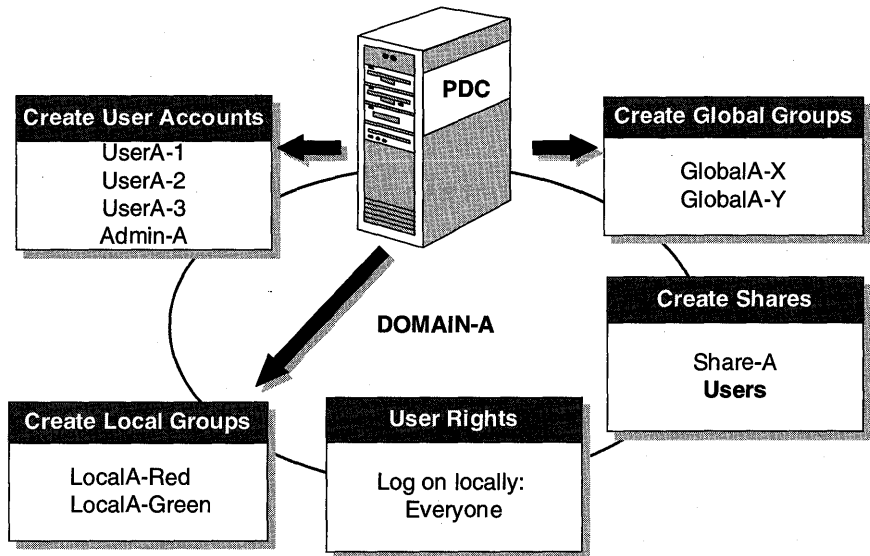 PDC
Create User Accounts
UserA-1
UserA-2
UserA-3
Admin-A
Create Global Groups
GlobalA-X
GlobalA-Y
DOMAIN-A
Create Shares
Share-A
Users
Create Local Groups
LocalA-Red
LocalA-Green
User Rights
Log on locally:
Everyone